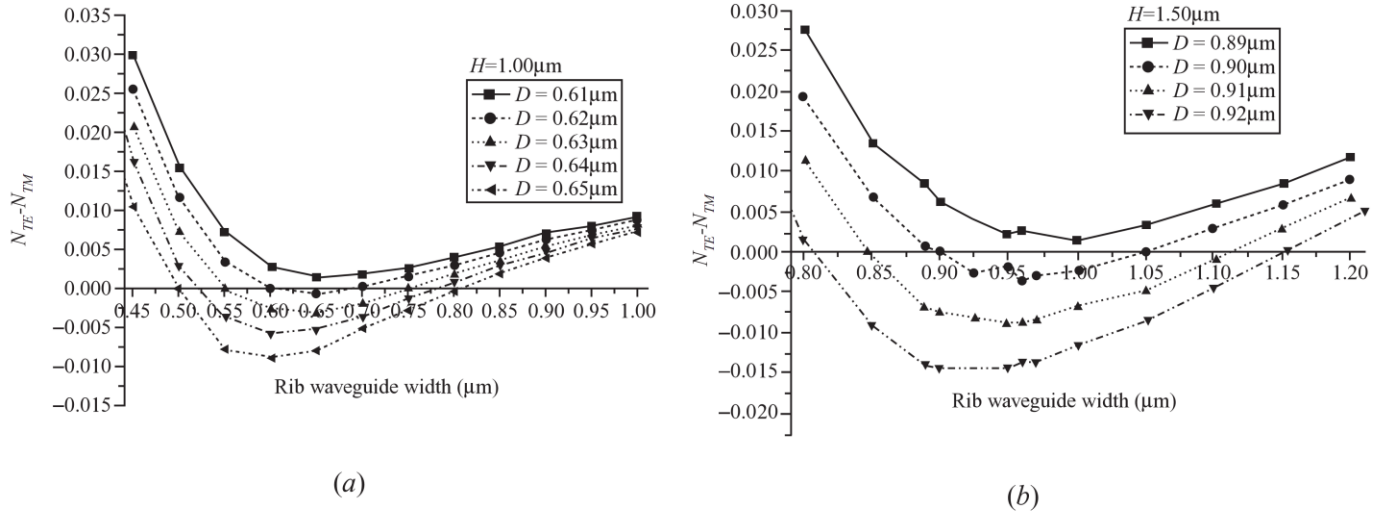 0.035
0.030
0.025
0.020
0.015
0.010
0.005
0.000
–0.005
–0.010
–0.015
N_TE-N_TM
H=1.00µm
D = 0.61µm
D = 0.62µm
D = 0.63µm
D = 0.64µm
D = 0.65µm
0.45 0.50 0.55 0.60 0.65 0.70 0.75 0.80 0.85 0.90 0.95 1.00
Rib waveguide width (µm)
(a)
0.030
0.025
0.020
0.015
0.010
0.005
0.000
–0.005
–0.010
–0.015
–0.020
N_TE-N_TM
H=1.50µm
D = 0.89µm
D = 0.90µm
D = 0.91µm
D = 0.92µm
0.80 0.85 0.90 0.95 1.00 1.05 1.10 1.15 1.20
Rib waveguide width (µm)
(b)